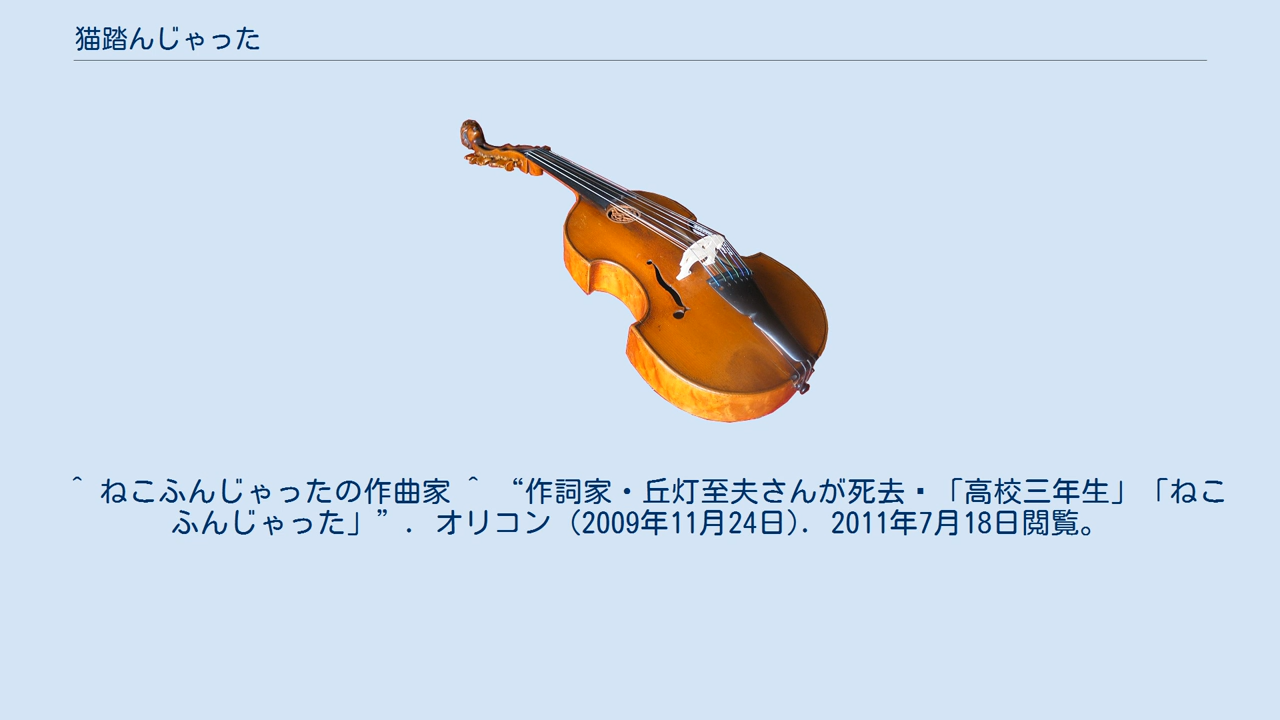 猫踏んじゃった
^ ねこふんじゃったの作曲家 ^ “作詞家・丘灯至夫さんが死去 「高校三年生」「ねこ
ふんじゃった」”. オリコン (2009年11月24日). 2011年7月18日閲覧。